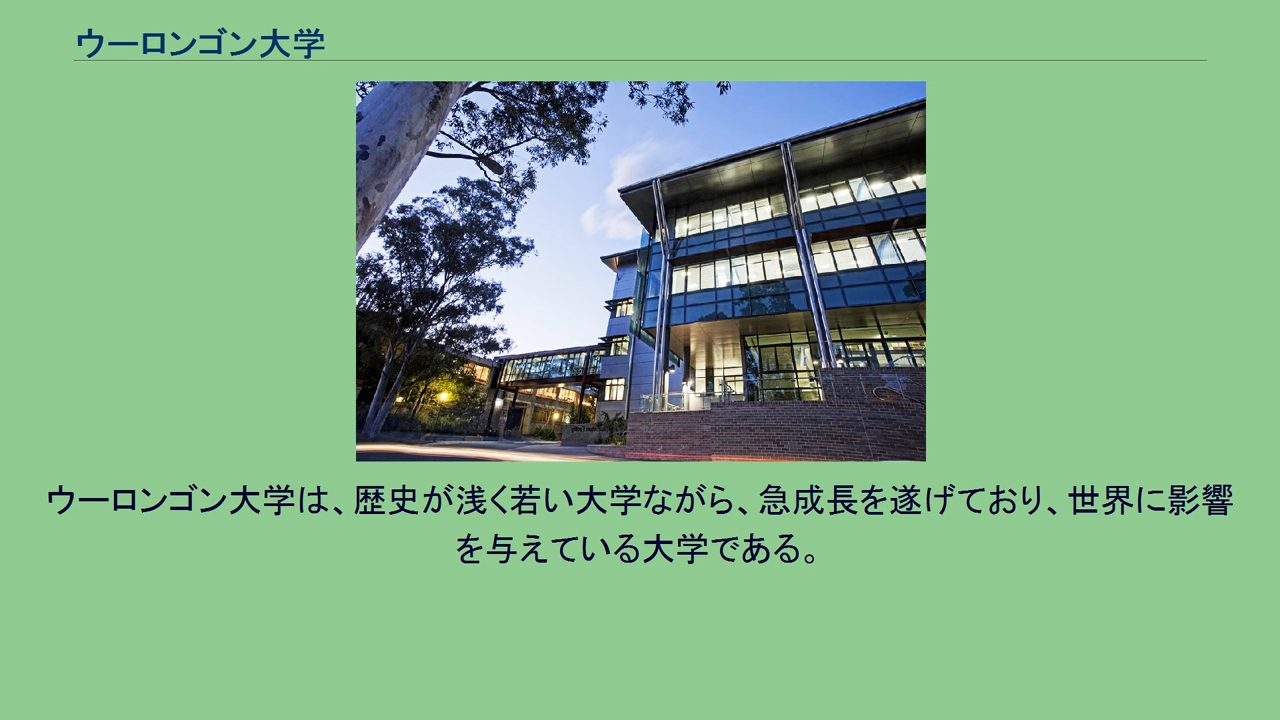 ウーロンゴン大学
ウーロンゴン大学は、歴史が浅く若い大学ながら、急成長を遂げており、世界に影響
を与えている大学である。